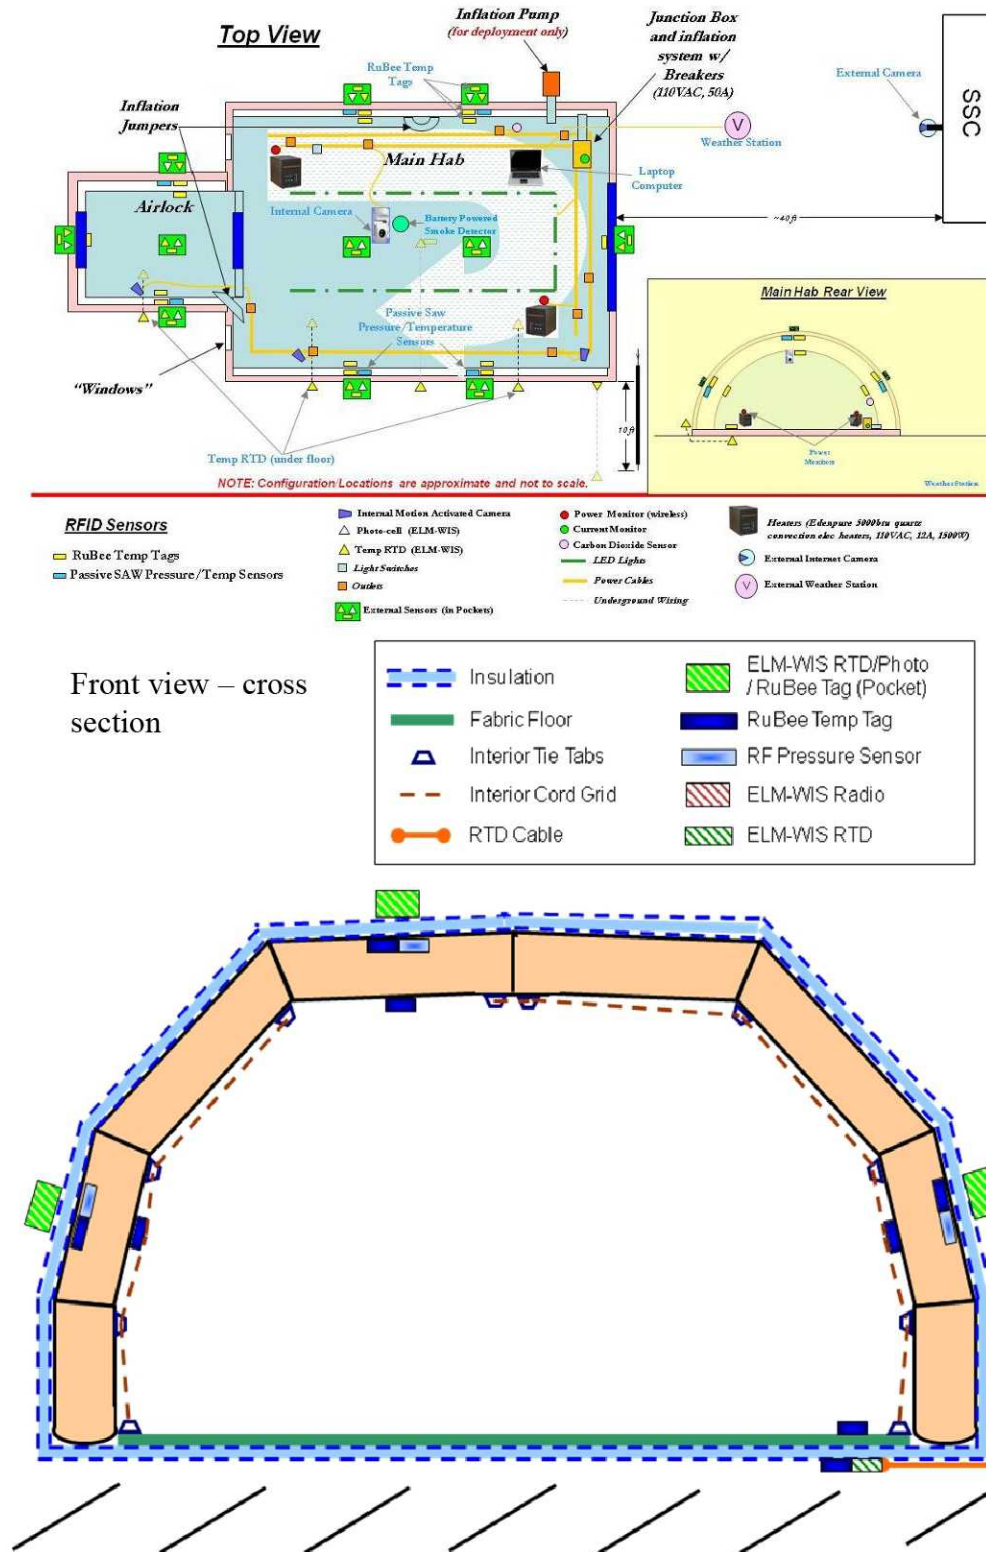 Top View
Inflation Pump
(for deployment only)
Junction Box
and inflation
system w/
Breakers
(110VAC, 50A)
RuBee Temp
Tags
External Camera
SSC
Inflation
Jumpers
V
Weather Station
Main Hab
Laptop
Computer
Airlock
Internal Camera
Battery Powered
Smoke Detector
~40 ft
Main Hab Rear View
Passive Saw
Pressure/Temperature
Sensors
"Windows"
10 ft
Temp RTD (under floor)
Power
Monitors
Weather Station
NOTE: Configuration/Locations are approximate and not to scale.
RFID Sensors
RuBee Temp Tags
Passive SAW Pressure/Temp Sensors
Internal Motion Activated Camera
Photo-cell (ELM-WIS)
Temp RTD (ELM-WIS)
Light Switches
Outlets
External Sensors (in Pockets)
Power Monitor (wireless)
Current Monitor
Carbon Dioxide Sensor
LED Lights
Power Cables
Underground Wiring
Heaters (Edenpure 5000btu quartz
convection elec heaters, 110VAC, 12A, 1500W)
External Internet Camera
V
External Weather Station
Front view – cross
section
Insulation
Fabric Floor
Interior Tie Tabs
Interior Cord Grid
RTD Cable
ELM-WIS RTD/Photo
/ RuBee Tag (Pocket)
RuBee Temp Tag
RF Pressure Sensor
ELM-WIS Radio
ELM-WIS RTD